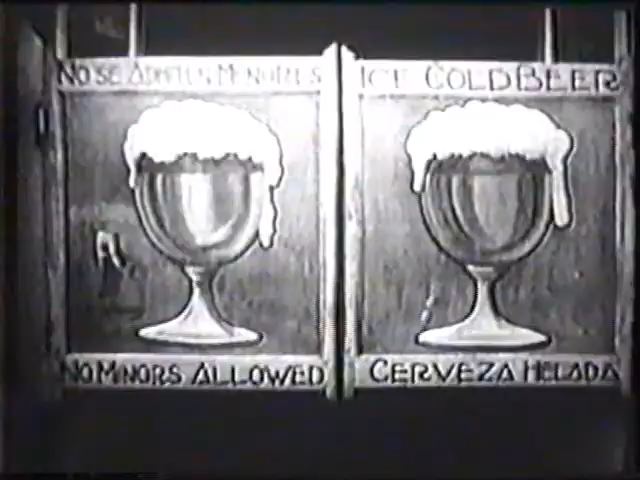 NO SE ADMITEN MENORES
NO MINORS ALLOWED
ICE COLD BEER
CERVEZA HELADA